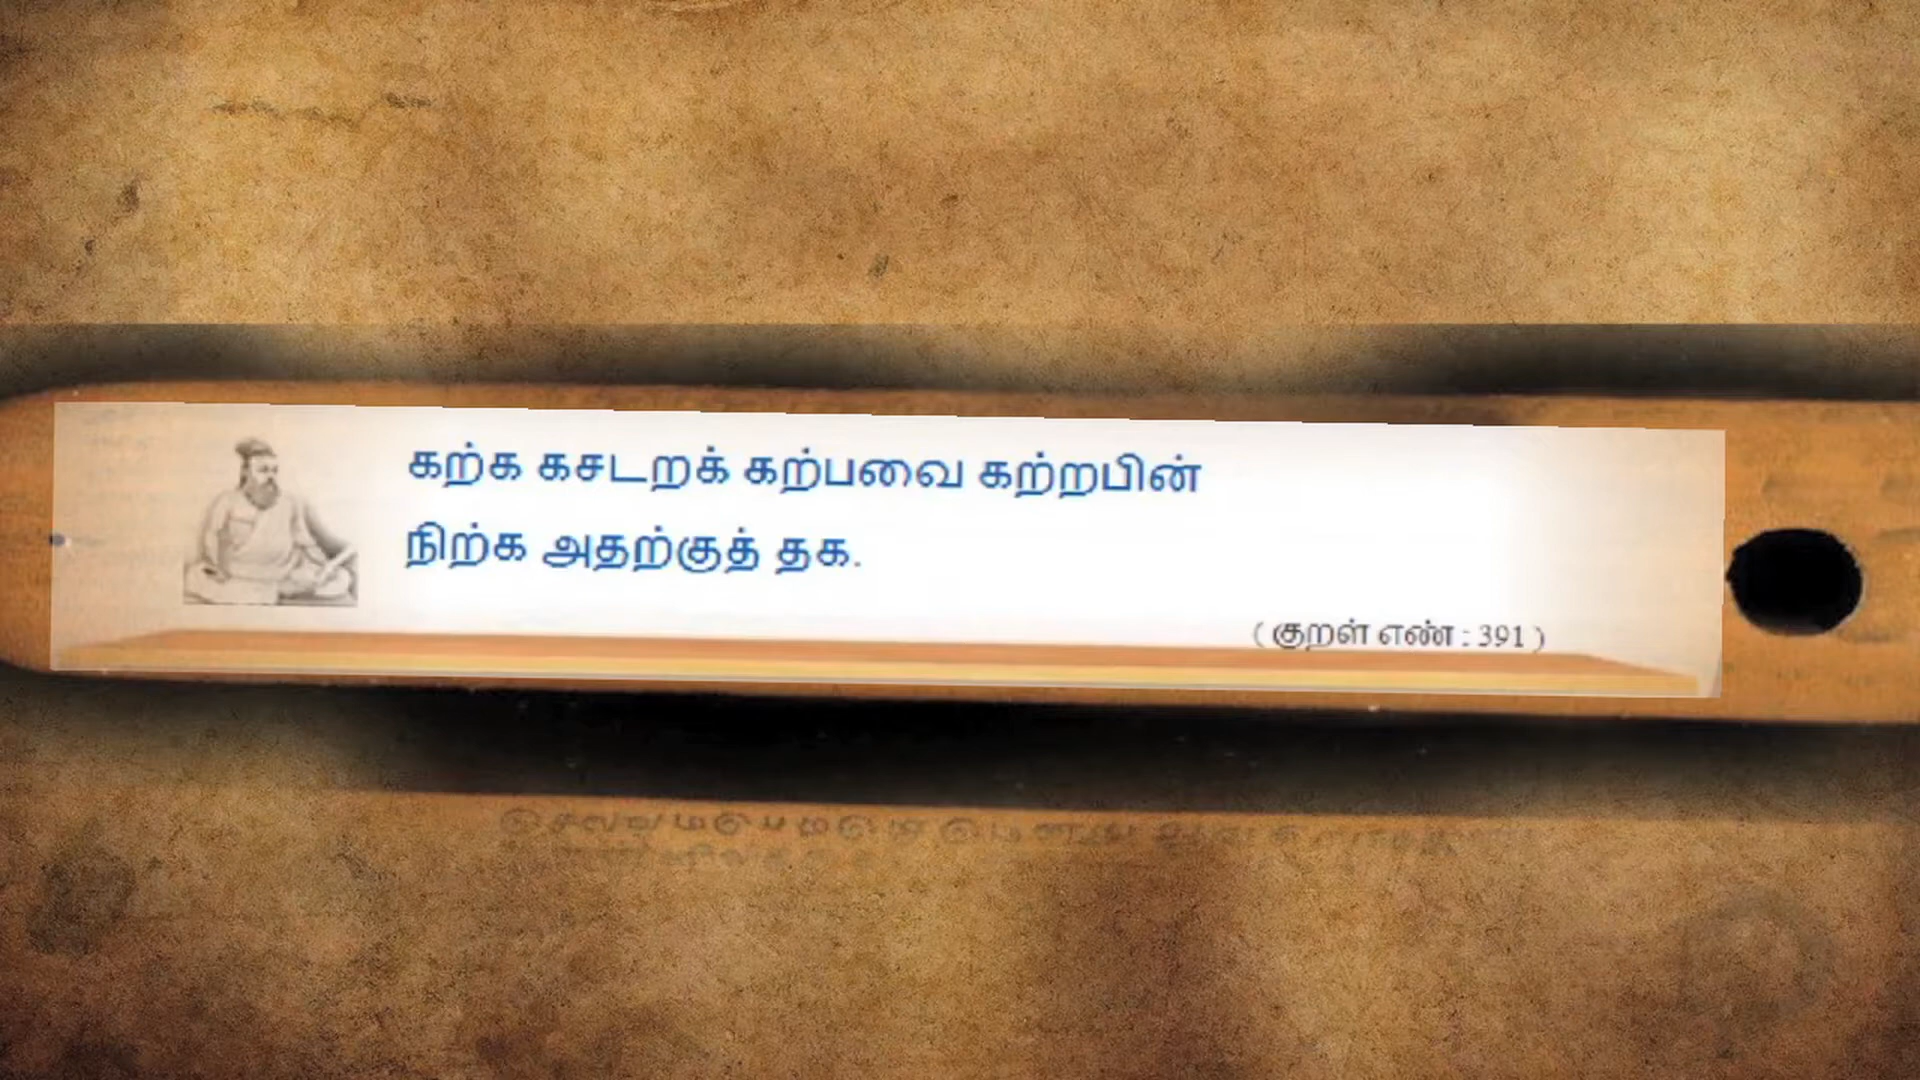 கற்க கசடறக் கற்பவை கற்றபின்
நிற்க அதற்குத் தக.
( குறள் எண் : 391 )